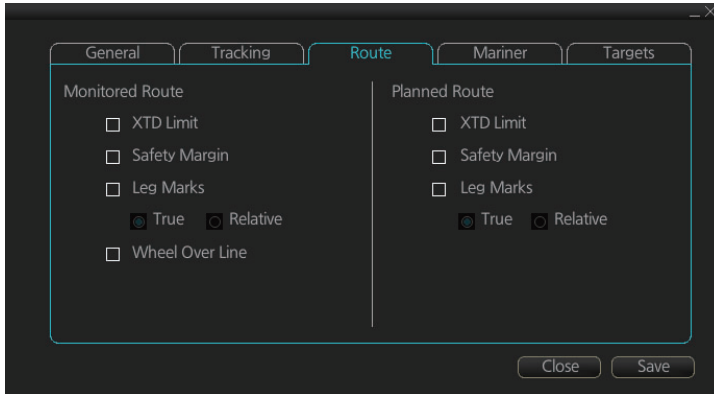 General Tracking Route Mariner Targets
Monitored Route
XTD Limit
Safety Margin
Leg Marks
True Relative
Wheel Over Line
Planned Route
XTD Limit
Safety Margin
Leg Marks
True Relative
Close Save